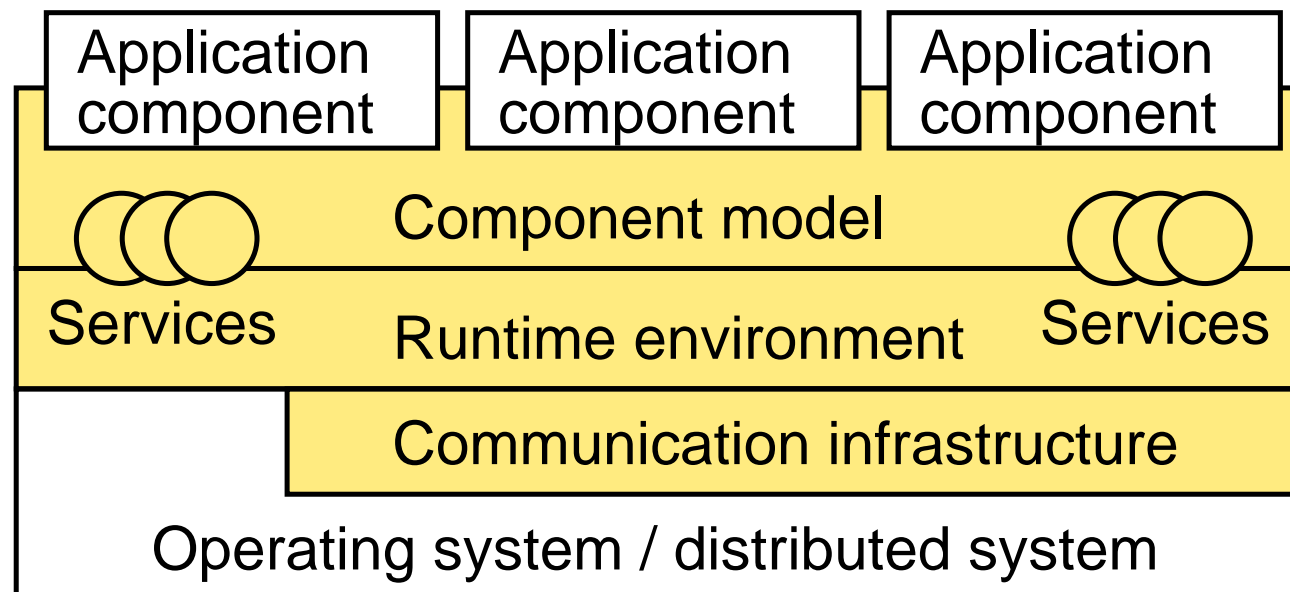 Application
component
Application
component
Application
component
Component model
Services
Runtime environment
Services
Communication infrastructure
Operating system / distributed system